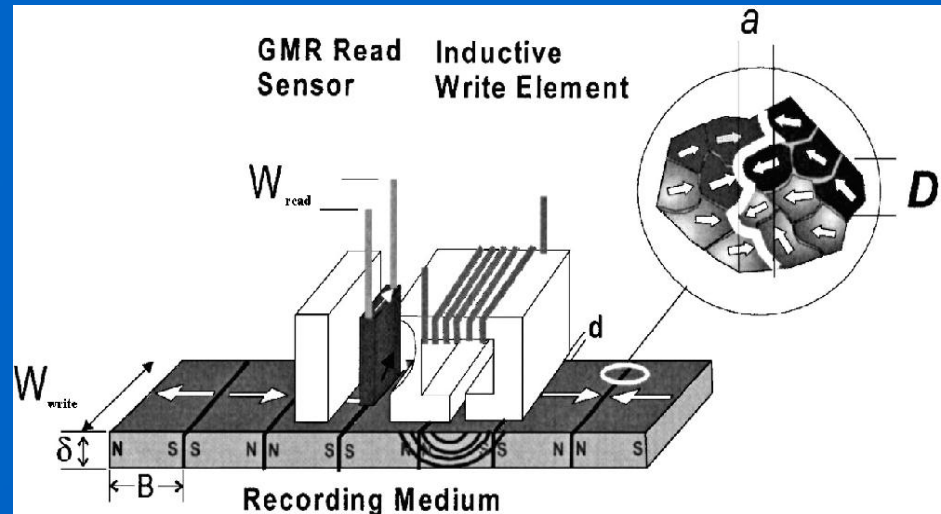 a
GMR Read
Sensor
Inductive
Write Element
D
W read
d
W write
δ
N S S N N S S N S S N N S
B
Recording Medium